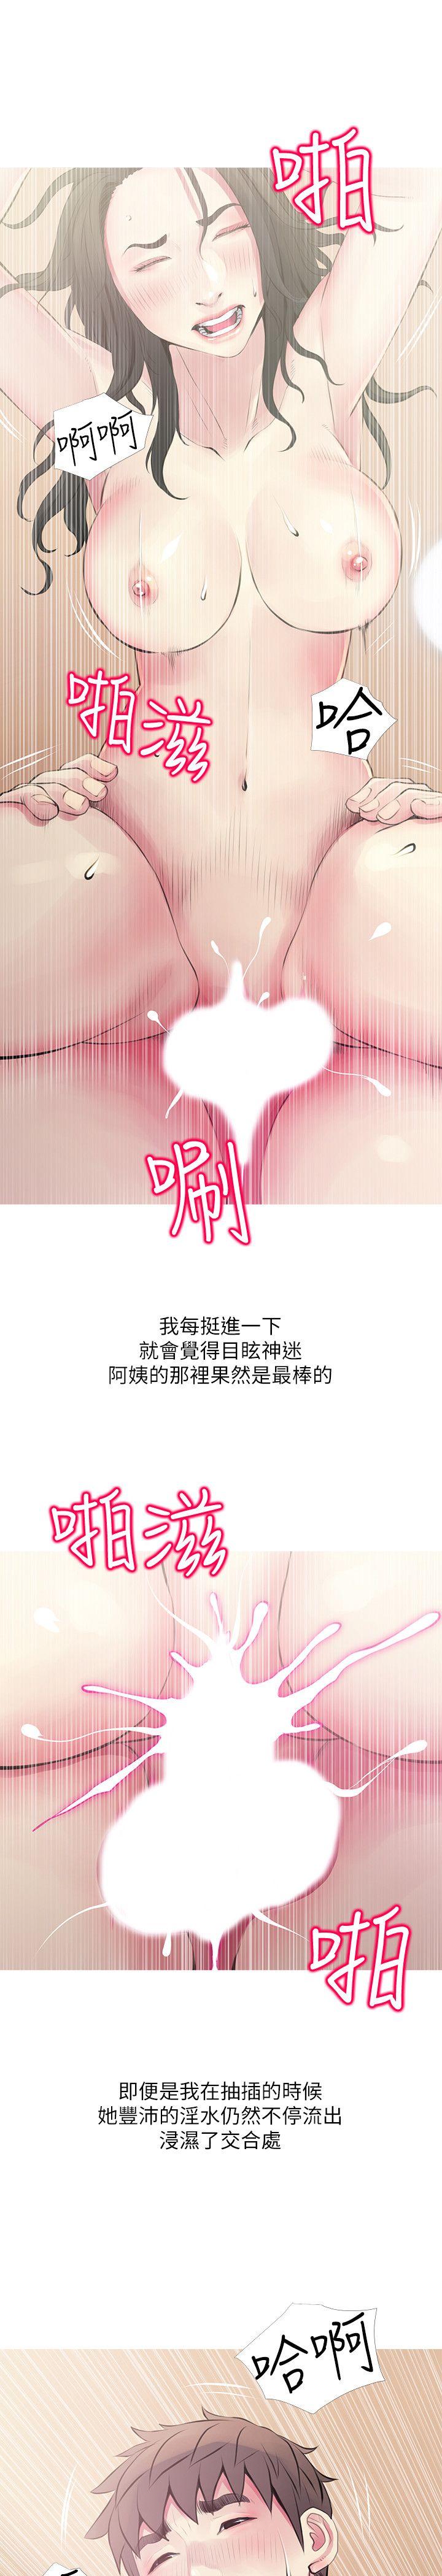 啪
啊啊
啪滋
哈
唰
我每挺進一下
就會覺得目眩神迷
阿姨的那裡果然是最棒的
啪滋
啪
即便是我在抽插的時候
她豐沛的淫水仍然不停流出
浸濕了交合處
哈啊